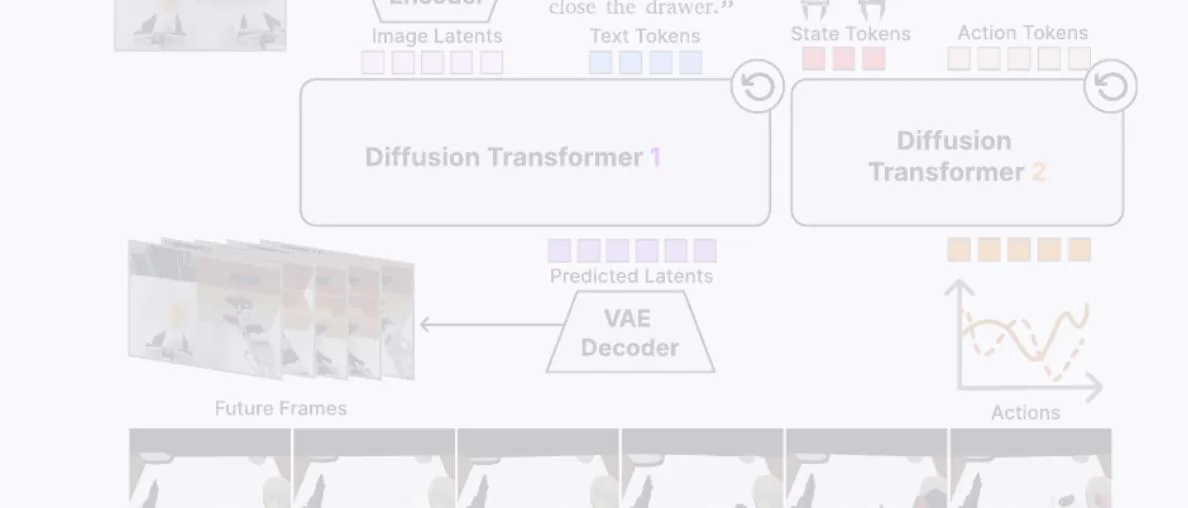 Encoder
close the drawer.”
Image Latents
Text Tokens
State Tokens
Action Tokens
Diffusion Transformer 1
Diffusion
Transformer 2
Predicted Latents
VAE
Decoder
Future Frames
Actions